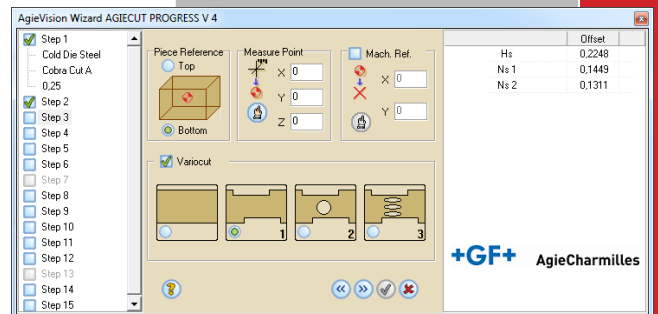 AgieVision Wizard AGIECUT PROGRESS V 4
Step 1
Cold Die Steel
Cobra Cut A
0,25
Step 2
Step 3
Step 4
Step 5
Step 6
Step 7
Step 8
Step 9
Step 10
Step 11
Step 12
Step 13
Step 14
Step 15
Piece Reference
Top
Bottom
Measure Point
X 0
Y 0
Z 0
Mach. Ref.
X 0
Y 0
Variocut
1
2
3
Offset
Hs 0,2248
Ns 1 0,1449
Ns 2 0,1311
+GF+ AgieCharmilles